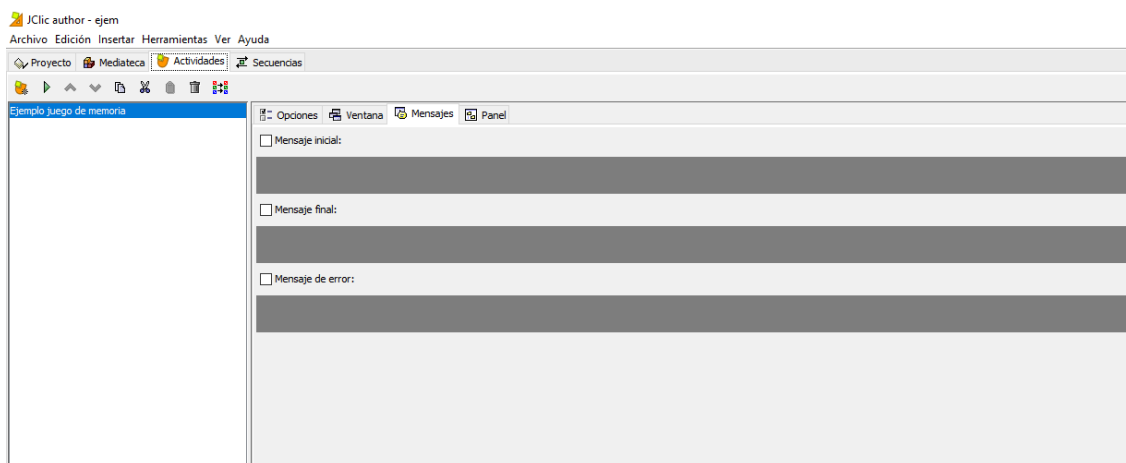 JClic author - ejem
Archivo Edición Insertar Herramientas Ver Ayuda
Proyecto Mediateca Actividades Secuencias
Ejemplo juego de memoria
Opciones Ventana Mensajes Panel
Mensaje inicial:
Mensaje final:
Mensaje de error: